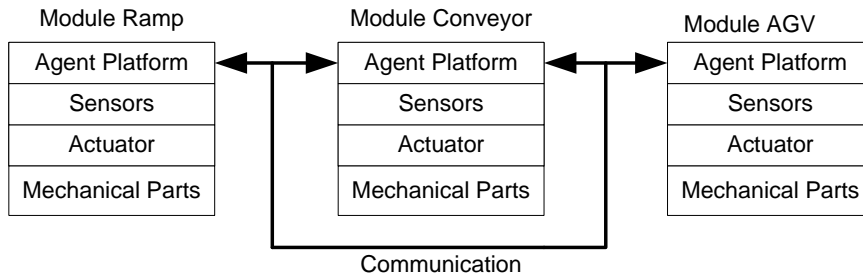 Module Ramp
Agent Platform
Sensors
Actuator
Mechanical Parts
Module Conveyor
Agent Platform
Sensors
Actuator
Mechanical Parts
Module AGV
Agent Platform
Sensors
Actuator
Mechanical Parts
Communication